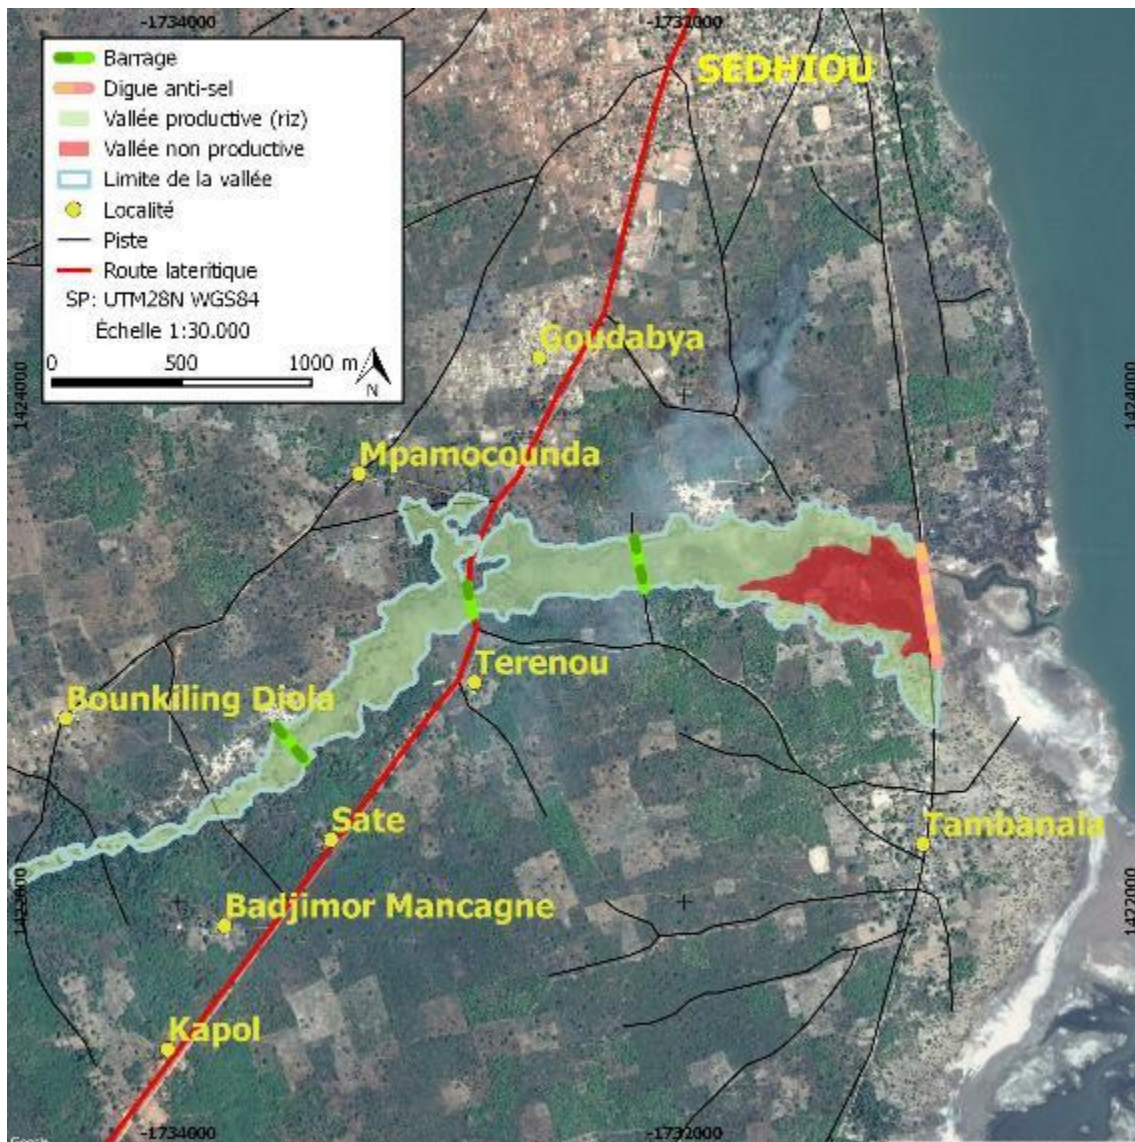 -1734000
-1732000
SEDHIOU
Barrage
Digue anti-sel
Vallée productive (riz)
Vallée non productive
Limite de la vallée
Localité
Piste
Route lateritique
SP: UTM28N WGS84
Échelle 1:30.000
0 500 1000 m
N
Goudabya
1424000
1424000
Mpamocounda
Terenou
Bounkiling Diola
Sate
Tambanala
1422000
1422000
Badjimor Mancagne
Kapol
-1734000
-1732000